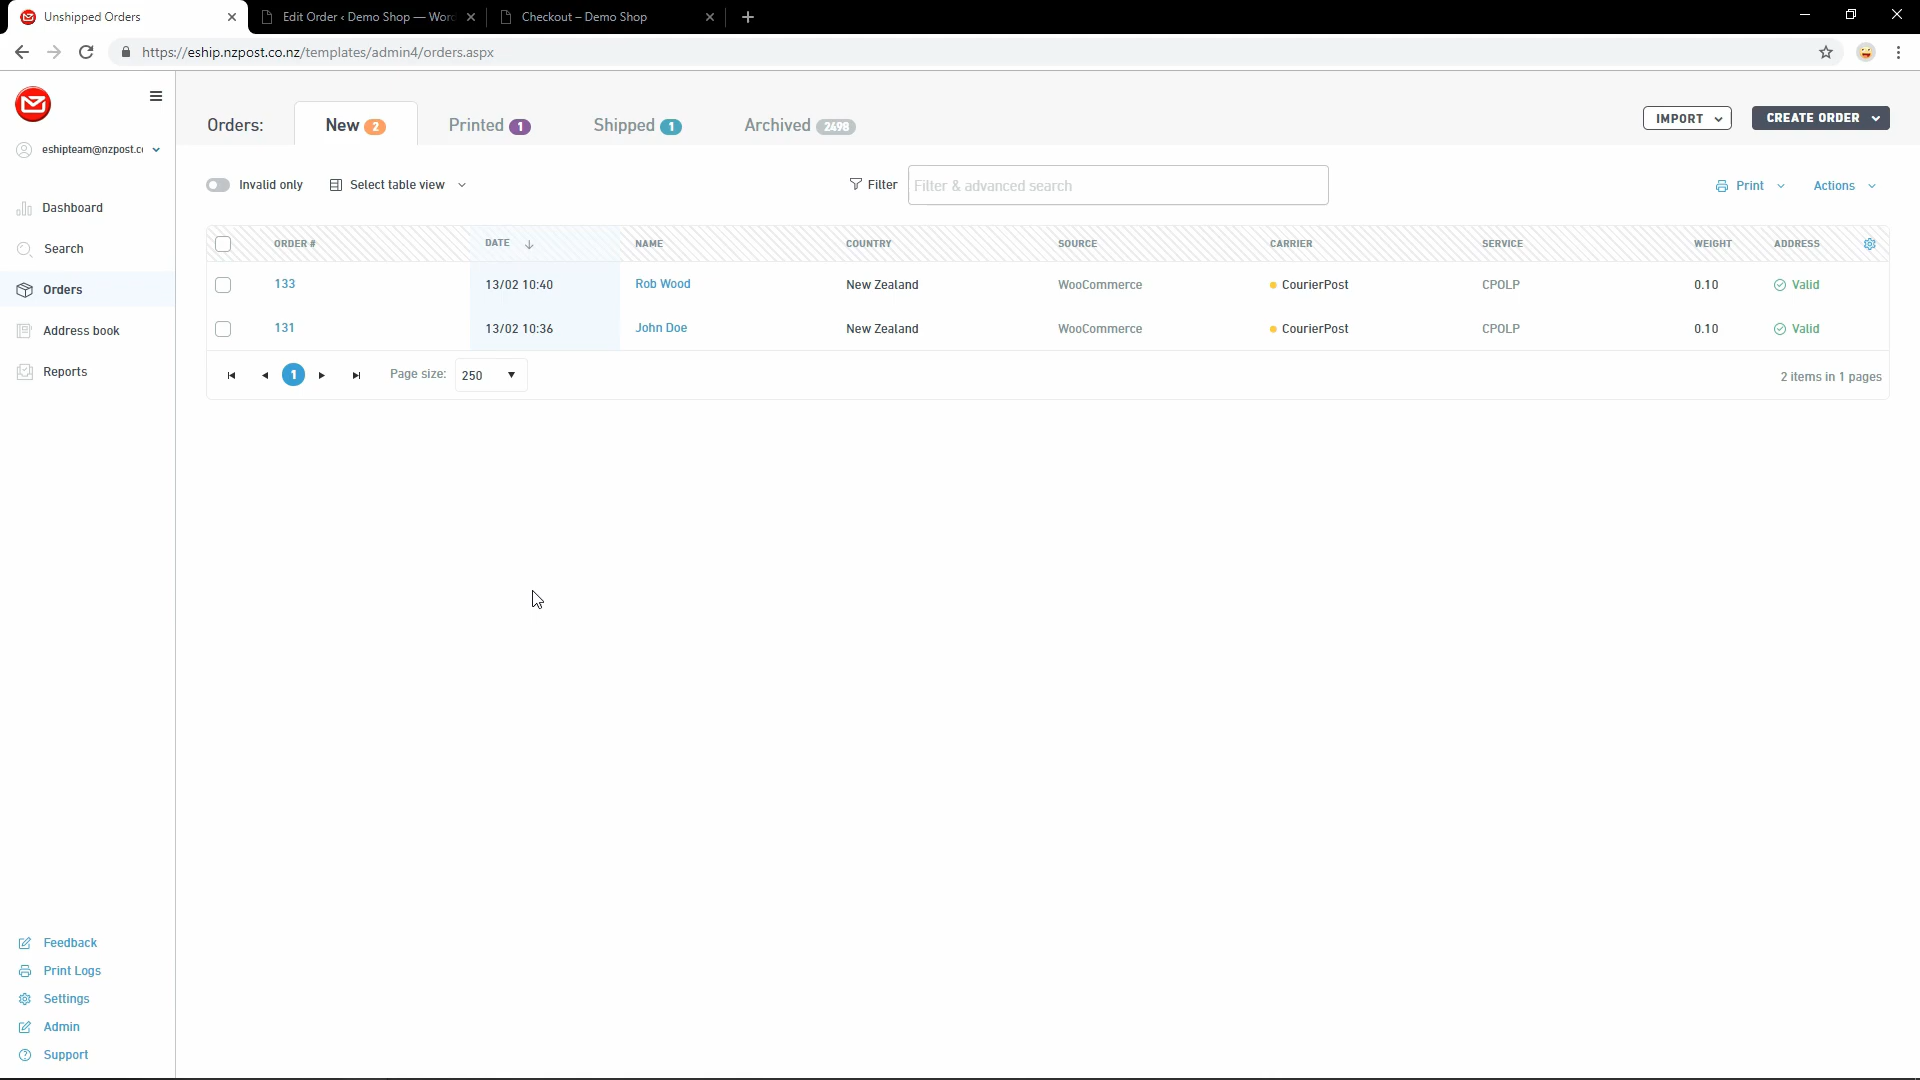 Unshipped Orders
Edit Order ‹ Demo Shop — Wor
Checkout – Demo Shop
https://eship.nzpost.co.nz/templates/admin4/orders.aspx
eshipteam@nzpost.c
Dashboard
Search
Orders
Address book
Reports
Feedback
Print Logs
Settings
Admin
Support
Orders: New 2 Printed 1 Shipped 1 Archived 2498
IMPORT CREATE ORDER
Invalid only Select table view Filter Filter & advanced search Print Actions
ORDER # DATE NAME COUNTRY SOURCE CARRIER SERVICE WEIGHT ADDRESS
133 13/02 10:40 Rob Wood New Zealand WooCommerce CourierPost CPOLP 0.10 Valid
131 13/02 10:36 John Doe New Zealand WooCommerce CourierPost CPOLP 0.10 Valid
1 Page size: 250 2 items in 1 pages